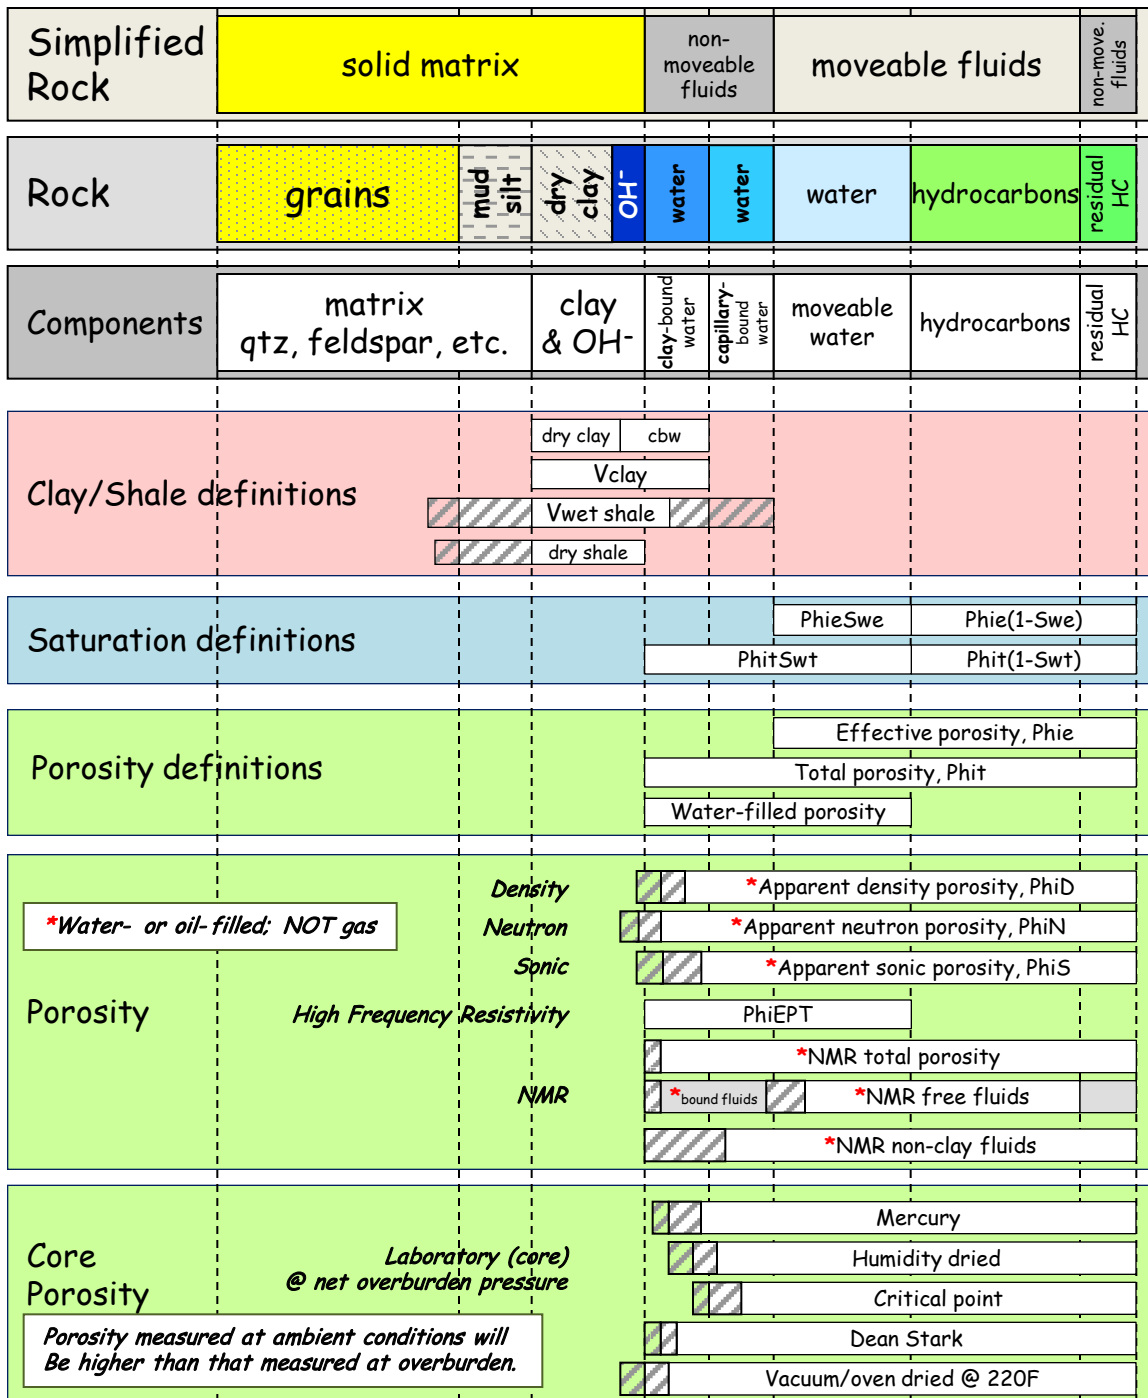 Simplified
Rock
solid matrix
non-
moveable
fluids
moveable fluids
non-move.
fluids
Rock
grains
mud
silt
dry
clay
OH-
water
water
water
hydrocarbons
residual
HC
Components
matrix
qtz, feldspar, etc.
clay
& OH-
clay-bound
water
capillary-
bound
water
moveable
water
hydrocarbons
residual
HC
Clay/Shale definitions
dry clay
cbw
Vclay
Vwet shale
dry shale
Saturation definitions
PhieSwe
Phie(1-Swe)
PhitSwt
Phit(1-Swt)
Porosity definitions
Effective porosity, Phie
Total porosity, Phit
Water-filled porosity
Porosity
*Water- or oil-filled; NOT gas
Density
*Apparent density porosity, PhiD
Neutron
*Apparent neutron porosity, PhiN
Sonic
*Apparent sonic porosity, PhiS
High Frequency Resistivity
PhiEPT
*NMR total porosity
NMR
*bound fluids
*NMR free fluids
*NMR non-clay fluids
Core
Porosity
Laboratory (core)
@ net overburden pressure
Mercury
Humidity dried
Critical point
Dean Stark
Vacuum/oven dried @ 220F
Porosity measured at ambient conditions will
Be higher than that measured at overburden.